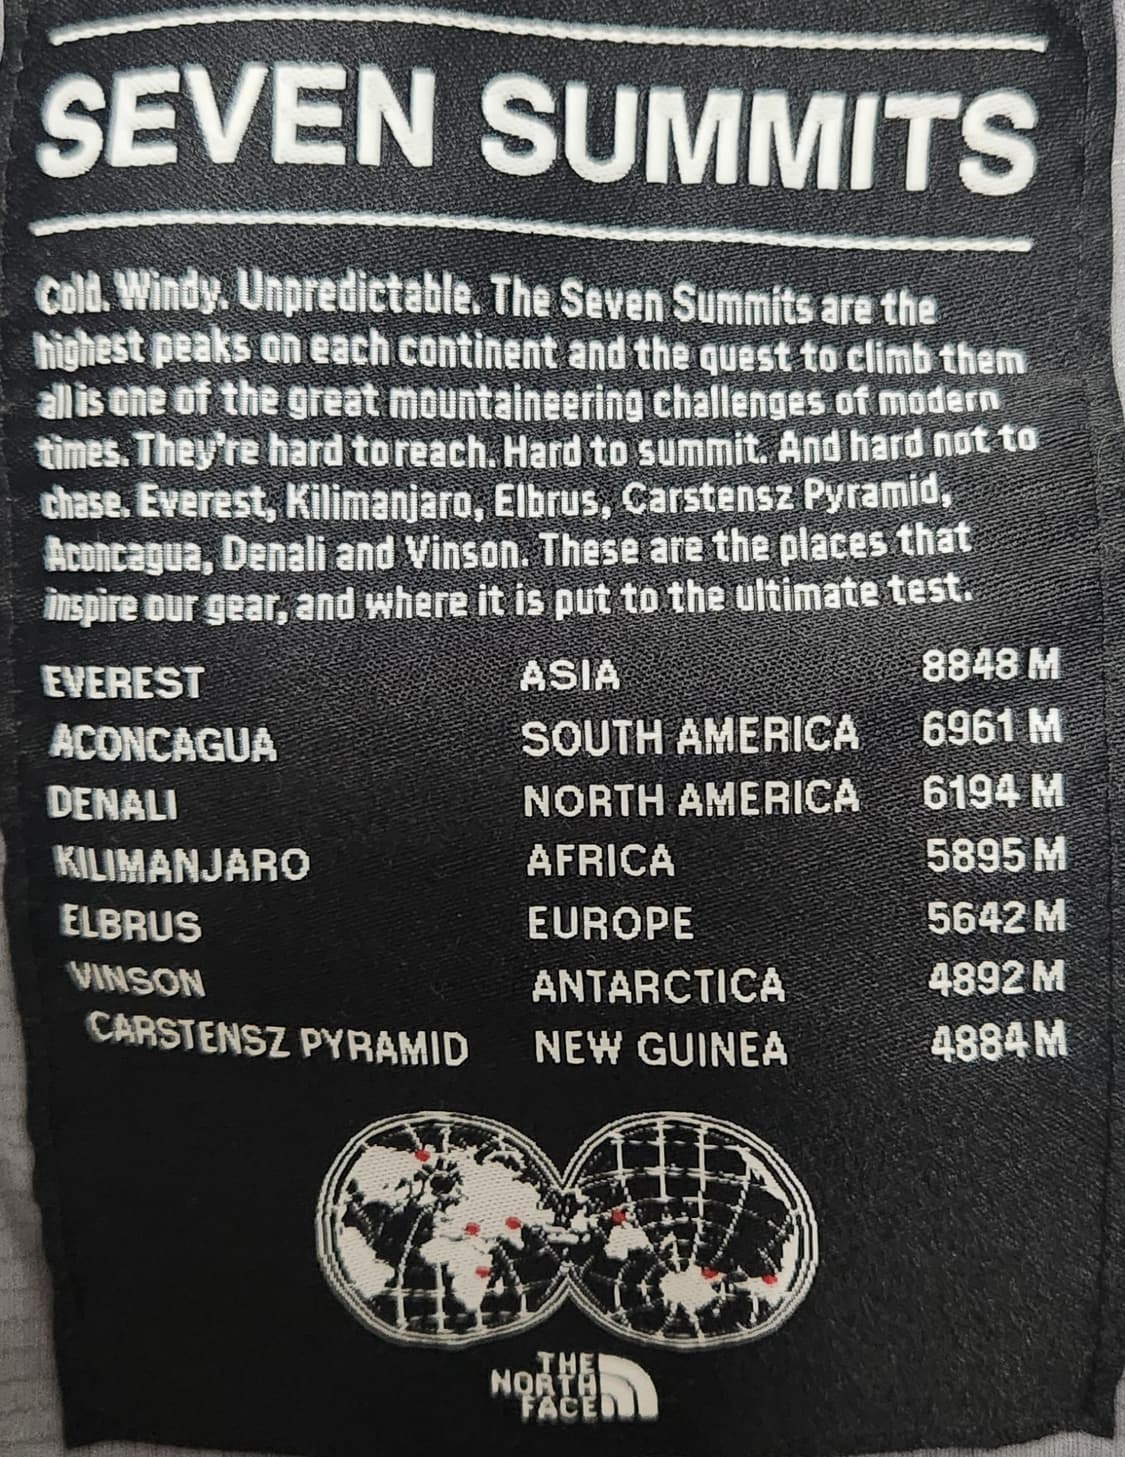 SEVEN SUMMITS
Cold. Windy. Unpredictable. The Seven Summits are the
highest peaks on each continent and the quest to climb them
all is one of the great mountaineering challenges of modern
times. They're hard to reach. Hard to summit. And hard not to
chase. Everest, Kilimanjaro, Elbrus, Carstensz Pyramid,
Aconcagua, Denali and Vinson. These are the places that
inspire our gear, and where it is put to the ultimate test.
EVEREST ASIA 8848 M
ACONCAGUA SOUTH AMERICA 6961 M
DENALI NORTH AMERICA 6194 M
KILIMANJARO AFRICA 5895 M
ELBRUS EUROPE 5642 M
VINSON ANTARCTICA 4892 M
CARSTENSZ PYRAMID NEW GUINEA 4884 M
THE
NORTH
FACE